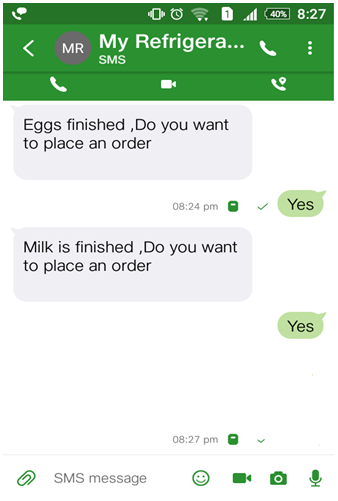 1 40% 8:27
MR My Refrigera...
SMS
Eggs finished ,Do you want
to place an order
08:24 pm
Yes
Milk is finished ,Do you want
to place an order
Yes
08:27 pm
SMS message